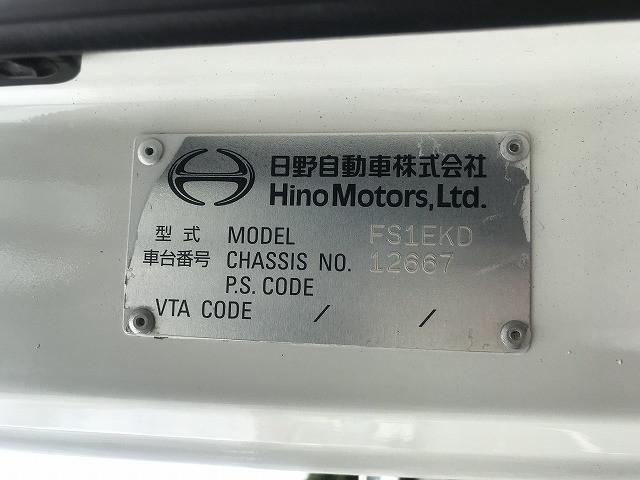 日野自動車株式会社
Hino Motors, Ltd.
型式 MODEL FS1EKD
車台番号 CHASSIS NO. 12667
P.S. CODE
VTA CODE / /